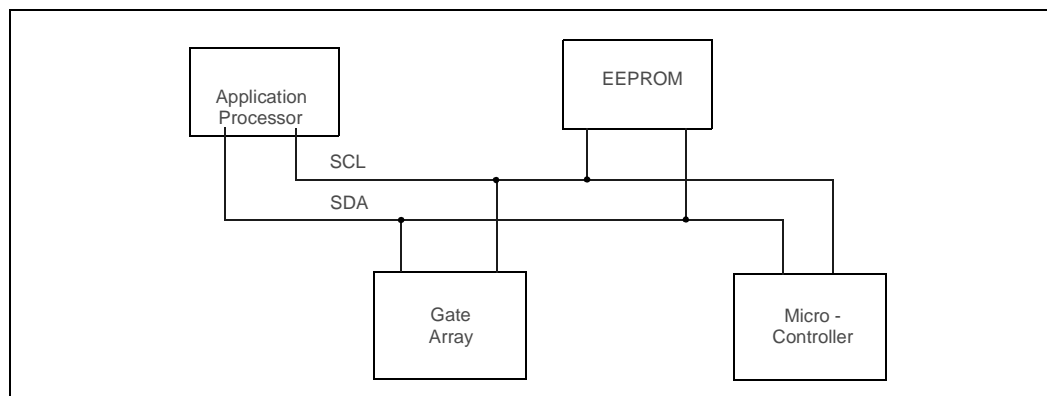 Application
Processor
EEPROM
SCL
SDA
Gate
Array
Micro -
Controller